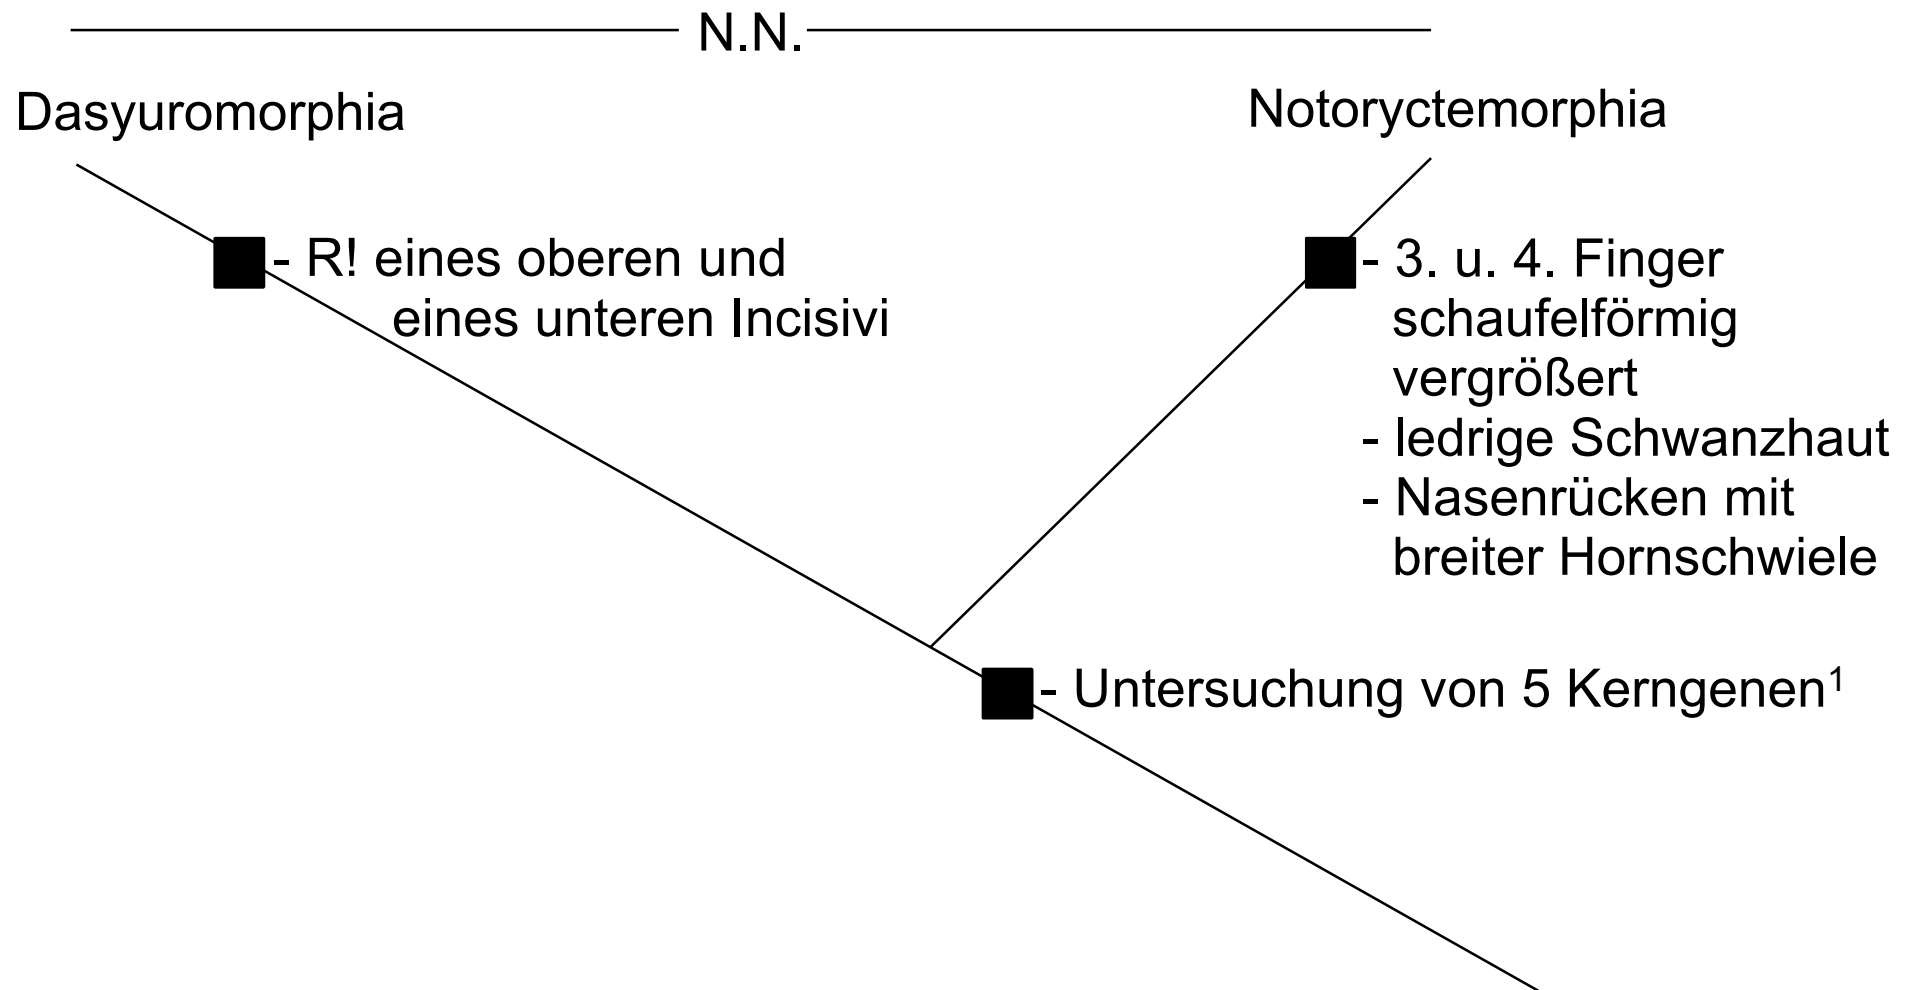 N.N.
Dasyuromorphia
Notoryctemorphia
- R! eines oberen und
eines unteren Incisivi
- 3. u. 4. Finger
schaufelförmig
vergrößert
- ledrige Schwanzhaut
- Nasenrücken mit
breiter Hornschwiele
- Untersuchung von 5 Kerngenen¹